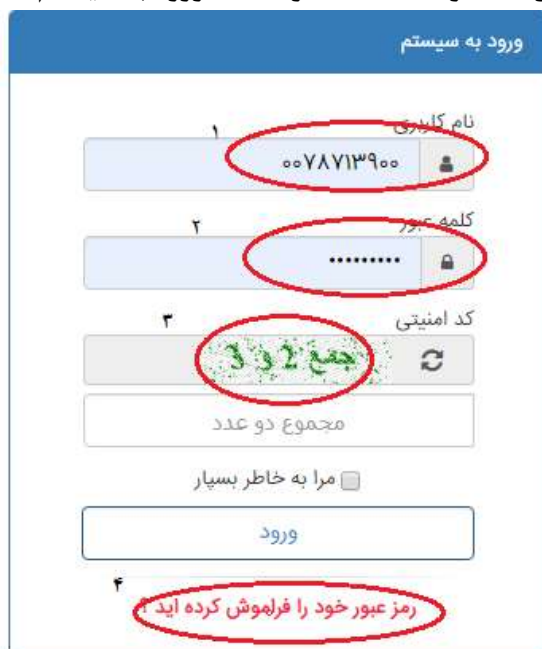 ورود به سیستم
نام کاربری
۱
۰۰۷۸۷۱۳۹۰۰
کلمه عبور
۲
•••••••••
کد امنیتی
۳
جمع 2 و 3
مجموع دو عدد
مرا به خاطر بسپار
ورود
۴
رمز عبور خود را فراموش کرده اید ؟